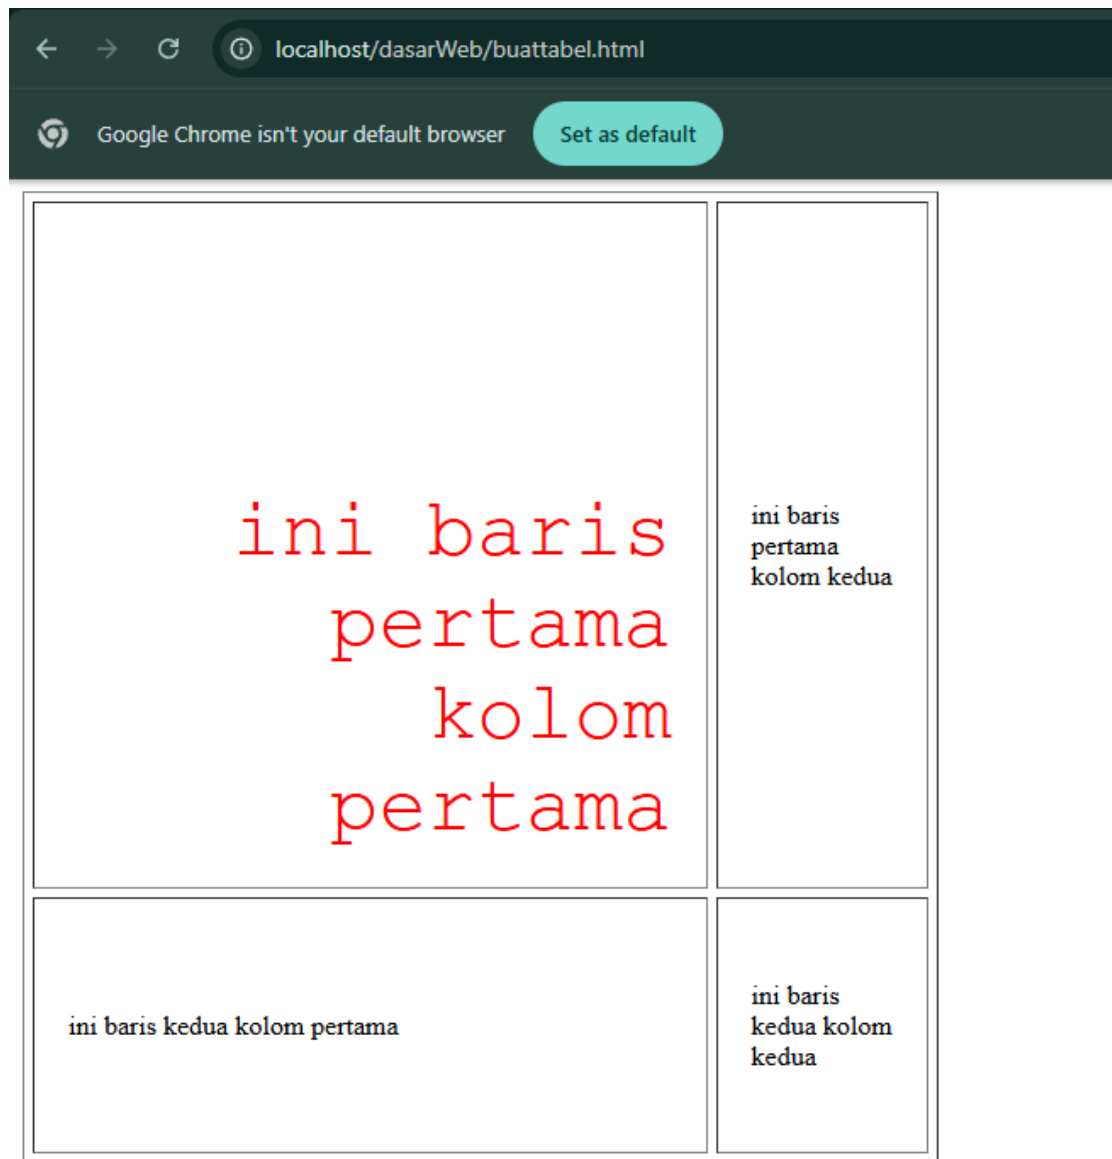 localhost/dasarWeb/buattabel.html
Google Chrome isn't your default browser
Set as default
ini baris
pertama
kolom
pertama
ini baris
pertama
kolom kedua
ini baris kedua kolom pertama
ini baris
kedua kolom
kedua